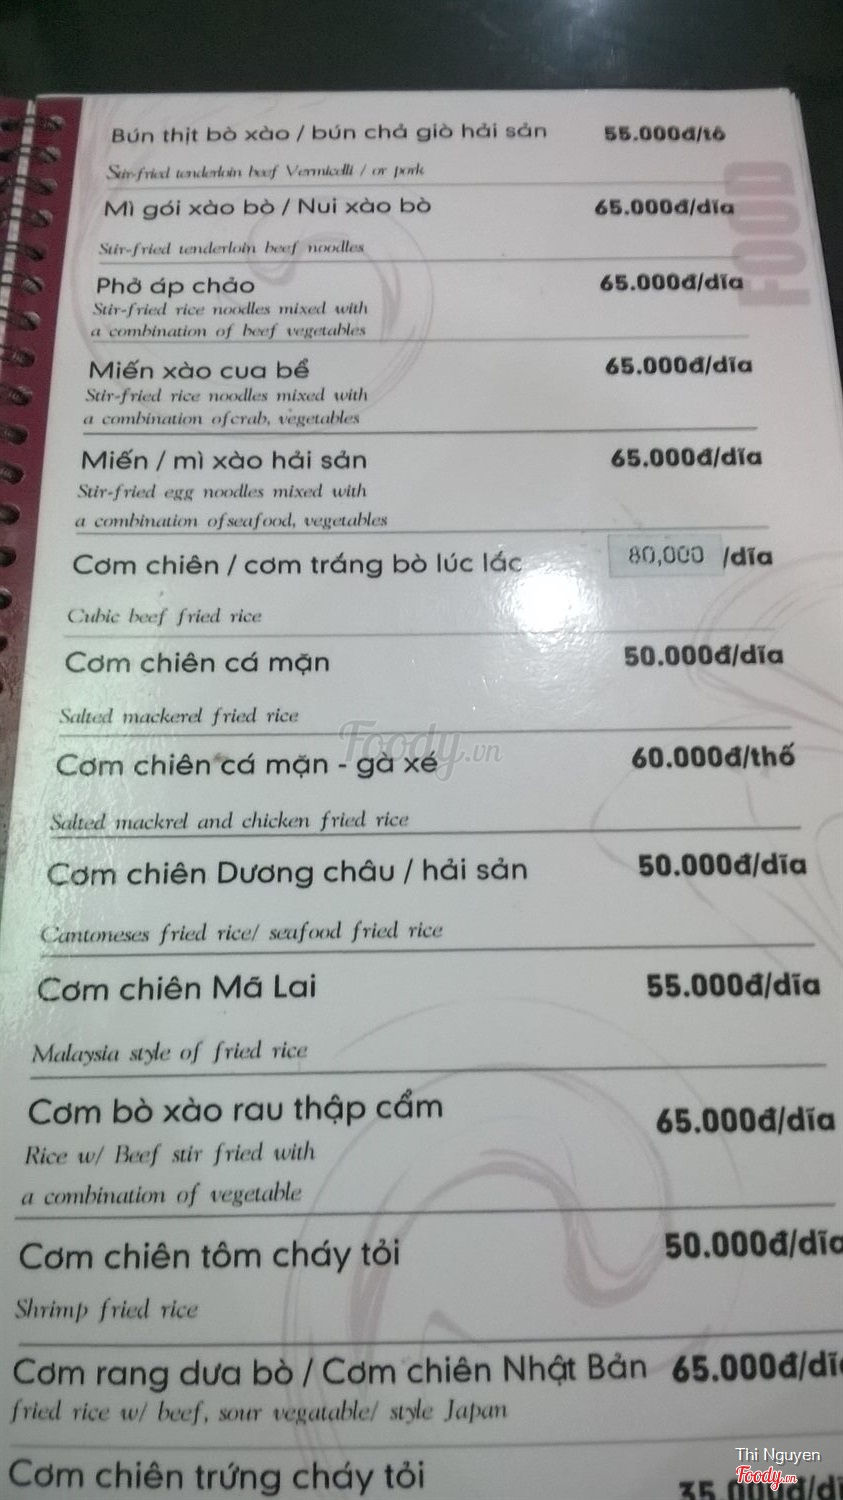 Bún thịt bò xào / bún chả giò hải sản 55.000đ/tô
Stir-fried tenderloin beef Vermicelli / or pork
Mì gói xào bò / Nui xào bò 65.000đ/dĩa
Stir-fried tenderloin beef noodles
FOOD
Phở áp chảo 65.000đ/dĩa
Stir-fried rice noodles mixed with
a combination of beef vegetables
Miến xào cua bể 65.000đ/dĩa
Stir-fried rice noodles mixed with
a combination ofcrab, vegetables
Miến / mì xào hải sản 65.000đ/dĩa
Stir-fried egg noodles mixed with
a combination ofseafood, vegetables
Cơm chiên / cơm trắng bò lúc lắc 80,000 /dĩa
Cubic beef fried rice
Cơm chiên cá mặn 50.000đ/dĩa
Salted mackerel fried rice
Foody.vn
Cơm chiên cá mặn - gà xé 60.000đ/thố
Salted mackrel and chicken fried rice
Cơm chiên Dương châu / hải sản 50.000đ/dĩa
Cantoneses fried rice/ seafood fried rice
Cơm chiên Mã Lai 55.000đ/dĩa
Malaysia style of fried rice
Cơm bò xào rau thập cẩm 65.000đ/dĩa
Rice w/ Beef stir fried with
a combination of vegetable
Cơm chiên tôm cháy tỏi 50.000đ/dĩa
Shrimp fried rice
Cơm rang dưa bò / Cơm chiên Nhật Bản 65.000đ/dĩ
fried rice w/ beef, sour vegatable/ style Japan
Cơm chiên trứng cháy tỏi 35.000đ/dĩ
Thi Nguyen
Foody.vn